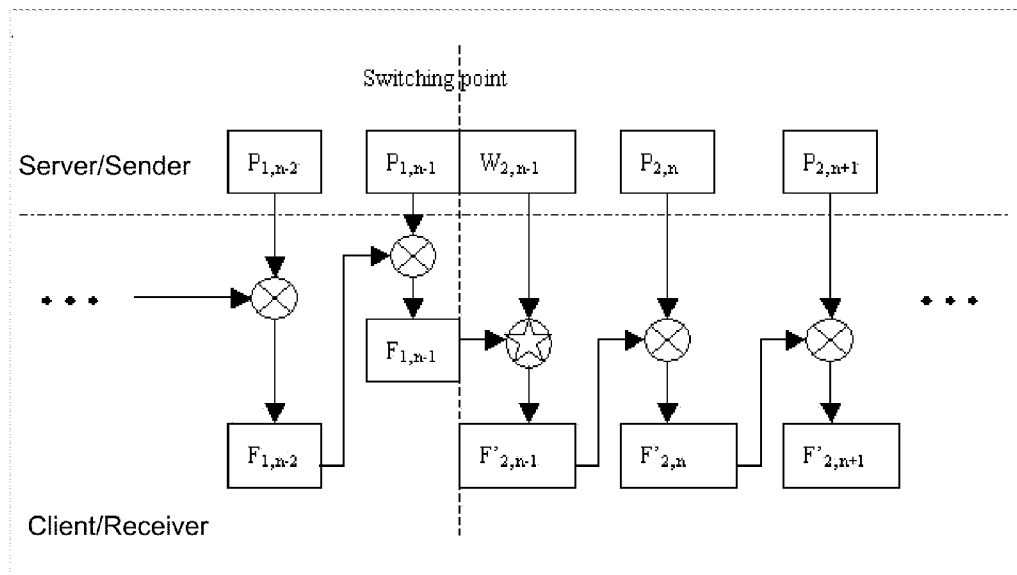 Switching point
Server/Sender
P1,n-2
P1,n-1
W2,n-1
P2,n
P2,n+1
• • •
• • •
F1,n-1
F1,n-2
F'2,n-1
F'2,n
F'2,n+1
Client/Receiver